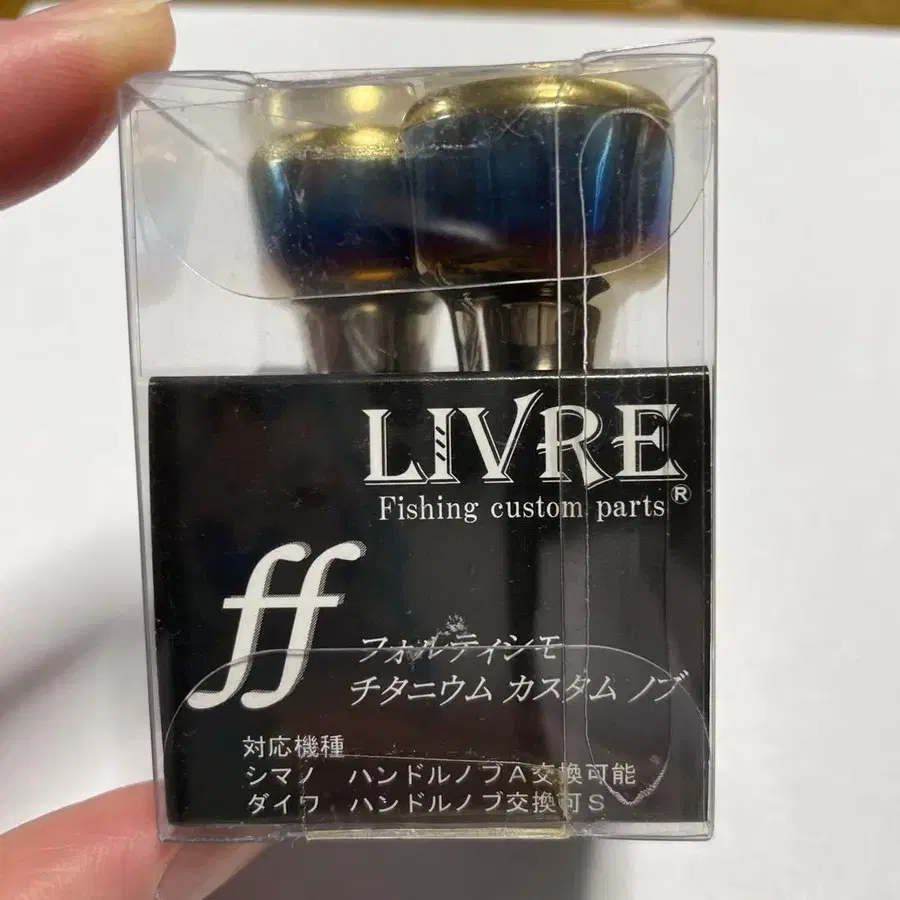 LIVRE
Fishing custom parts®
ff
フォルティシモ
チタニウム カスタム ノブ
対応機種
シマノ ハンドルノブA交換可能
ダイワ ハンドルノブ交換可S